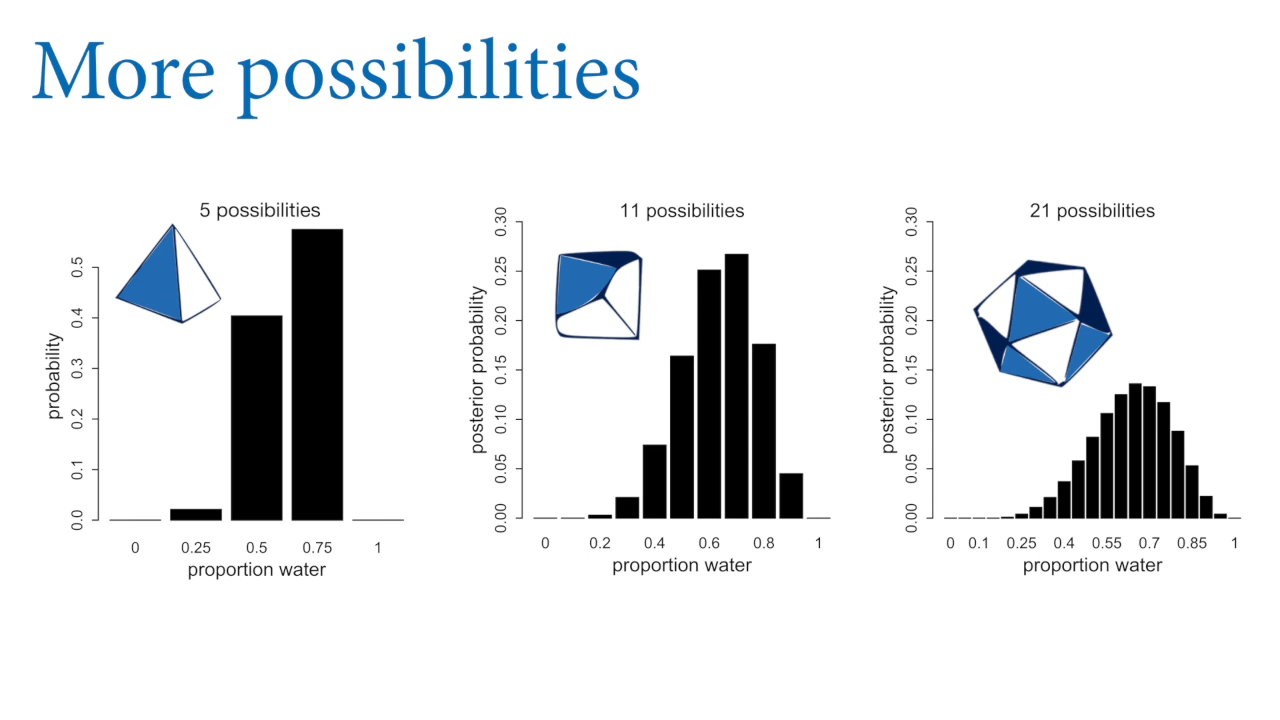 More possibilities
5 possibilities
probability
0.5
0.4
0.3
0.2
0.1
0.0
0 0.25 0.5 0.75 1
proportion water
11 possibilities
posterior probability
0.30
0.25
0.20
0.15
0.10
0.05
0.00
0 0.2 0.4 0.6 0.8 1
proportion water
21 possibilities
posterior probability
0.30
0.25
0.20
0.15
0.10
0.05
0.00
0 0.1 0.25 0.4 0.55 0.7 0.85 1
proportion water